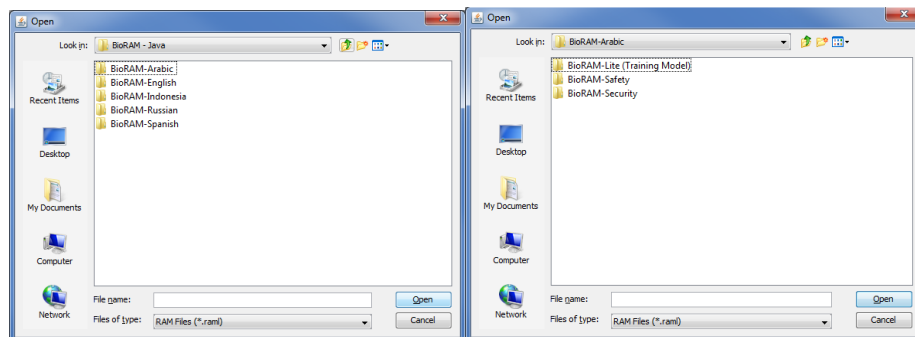 Open
Look in:
BioRAM - Java
BioRAM-Arabic
BioRAM-English
BioRAM-Indonesia
BioRAM-Russian
BioRAM-Spanish
Recent Items
Desktop
My Documents
Computer
Network
File name:
Open
Files of type:
RAM Files (*.raml)
Cancel
Open
Look in:
BioRAM-Arabic
BioRAM-Lite (Training Model)
BioRAM-Safety
BioRAM-Security
Recent Items
Desktop
My Documents
Computer
Network
File name:
Open
Files of type:
RAM Files (*.raml)
Cancel